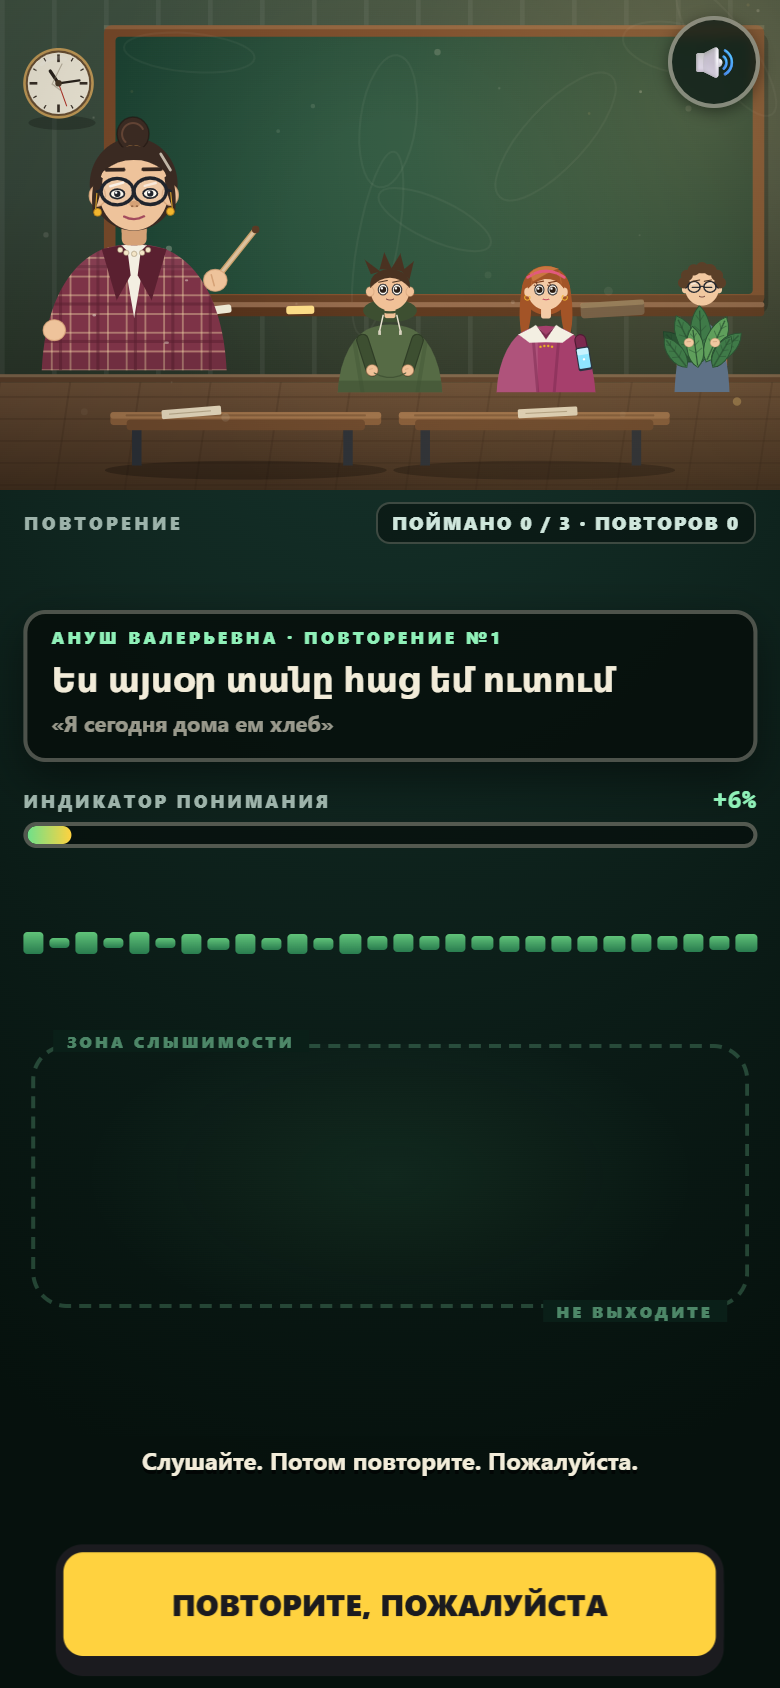 ПОВТОРЕНИЕ
ПОЙМАНО 0 / 3 · ПОВТОРОВ 0
АНУШ ВАЛЕРЬЕВНА · ПОВТОРЕНИЕ №1
Ես այսօր տանը հաց եմ ուտում
«Я сегодня дома ем хлеб»
ИНДИКАТОР ПОНИМАНИЯ
+6%
ЗОНА СЛЫШИМОСТИ
НЕ ВЫХОДИТЕ
Слушайте. Потом повторите. Пожалуйста.
ПОВТОРИТЕ, ПОЖАЛУЙСТА